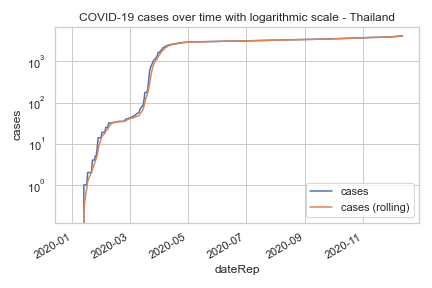 COVID-19 cases over time with logarithmic scale - Thailand
cases
10³
10²
10¹
10⁰
cases
cases (rolling)
2020-01
2020-03
2020-05
2020-07
2020-09
2020-11
dateRep